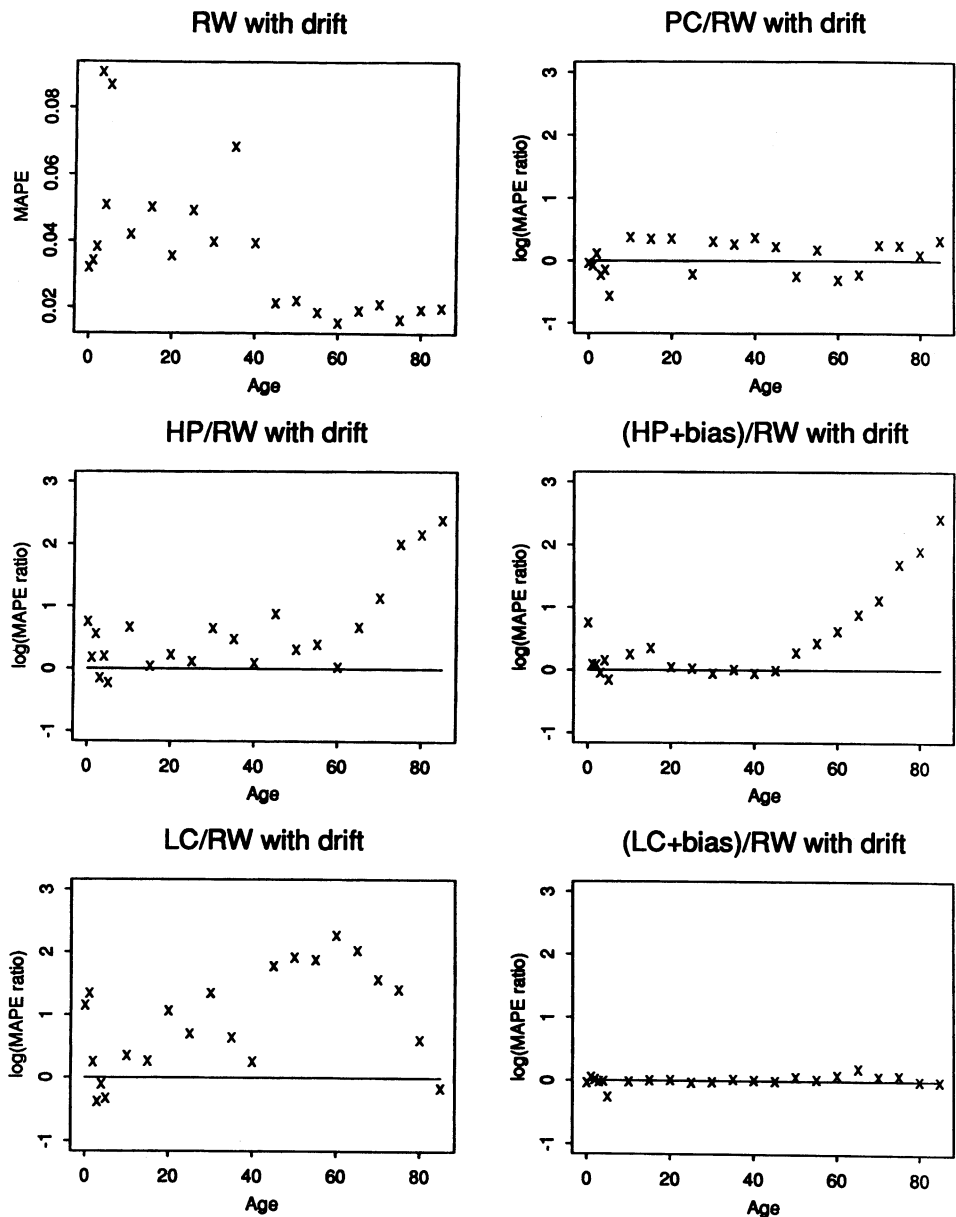 RW with drift
MAPE
0.08
0.06
0.04
0.02
0 20 40 60 80
Age
PC/RW with drift
log(MAPE ratio)
3
2
1
0
-1
0 20 40 60 80
Age
HP/RW with drift
log(MAPE ratio)
3
2
1
0
-1
0 20 40 60 80
Age
(HP+bias)/RW with drift
log(MAPE ratio)
3
2
1
0
-1
0 20 40 60 80
Age
LC/RW with drift
log(MAPE ratio)
3
2
1
0
-1
0 20 40 60 80
Age
(LC+bias)/RW with drift
log(MAPE ratio)
3
2
1
0
-1
0 20 40 60 80
Age